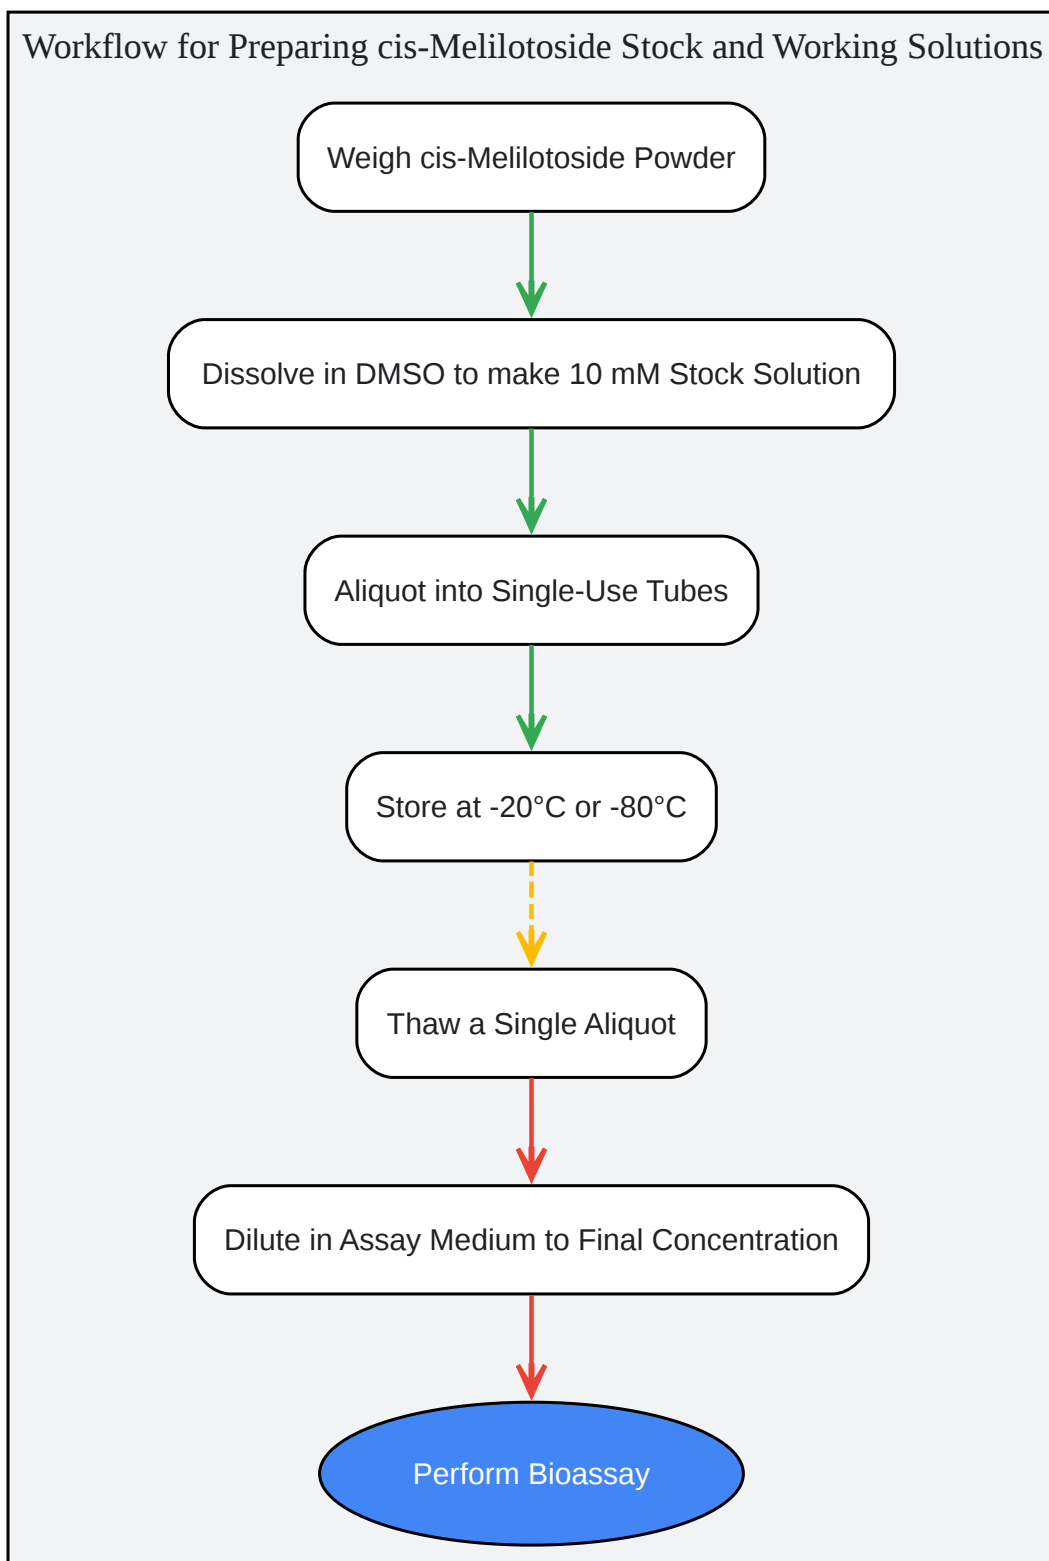 Workflow for Preparing cis-Melilotoside Stock and Working Solutions
Weigh cis-Melilotoside Powder
Dissolve in DMSO to make 10 mM Stock Solution
Aliquot into Single-Use Tubes
Store at -20°C or -80°C
Thaw a Single Aliquot
Dilute in Assay Medium to Final Concentration
Perform Bioassay